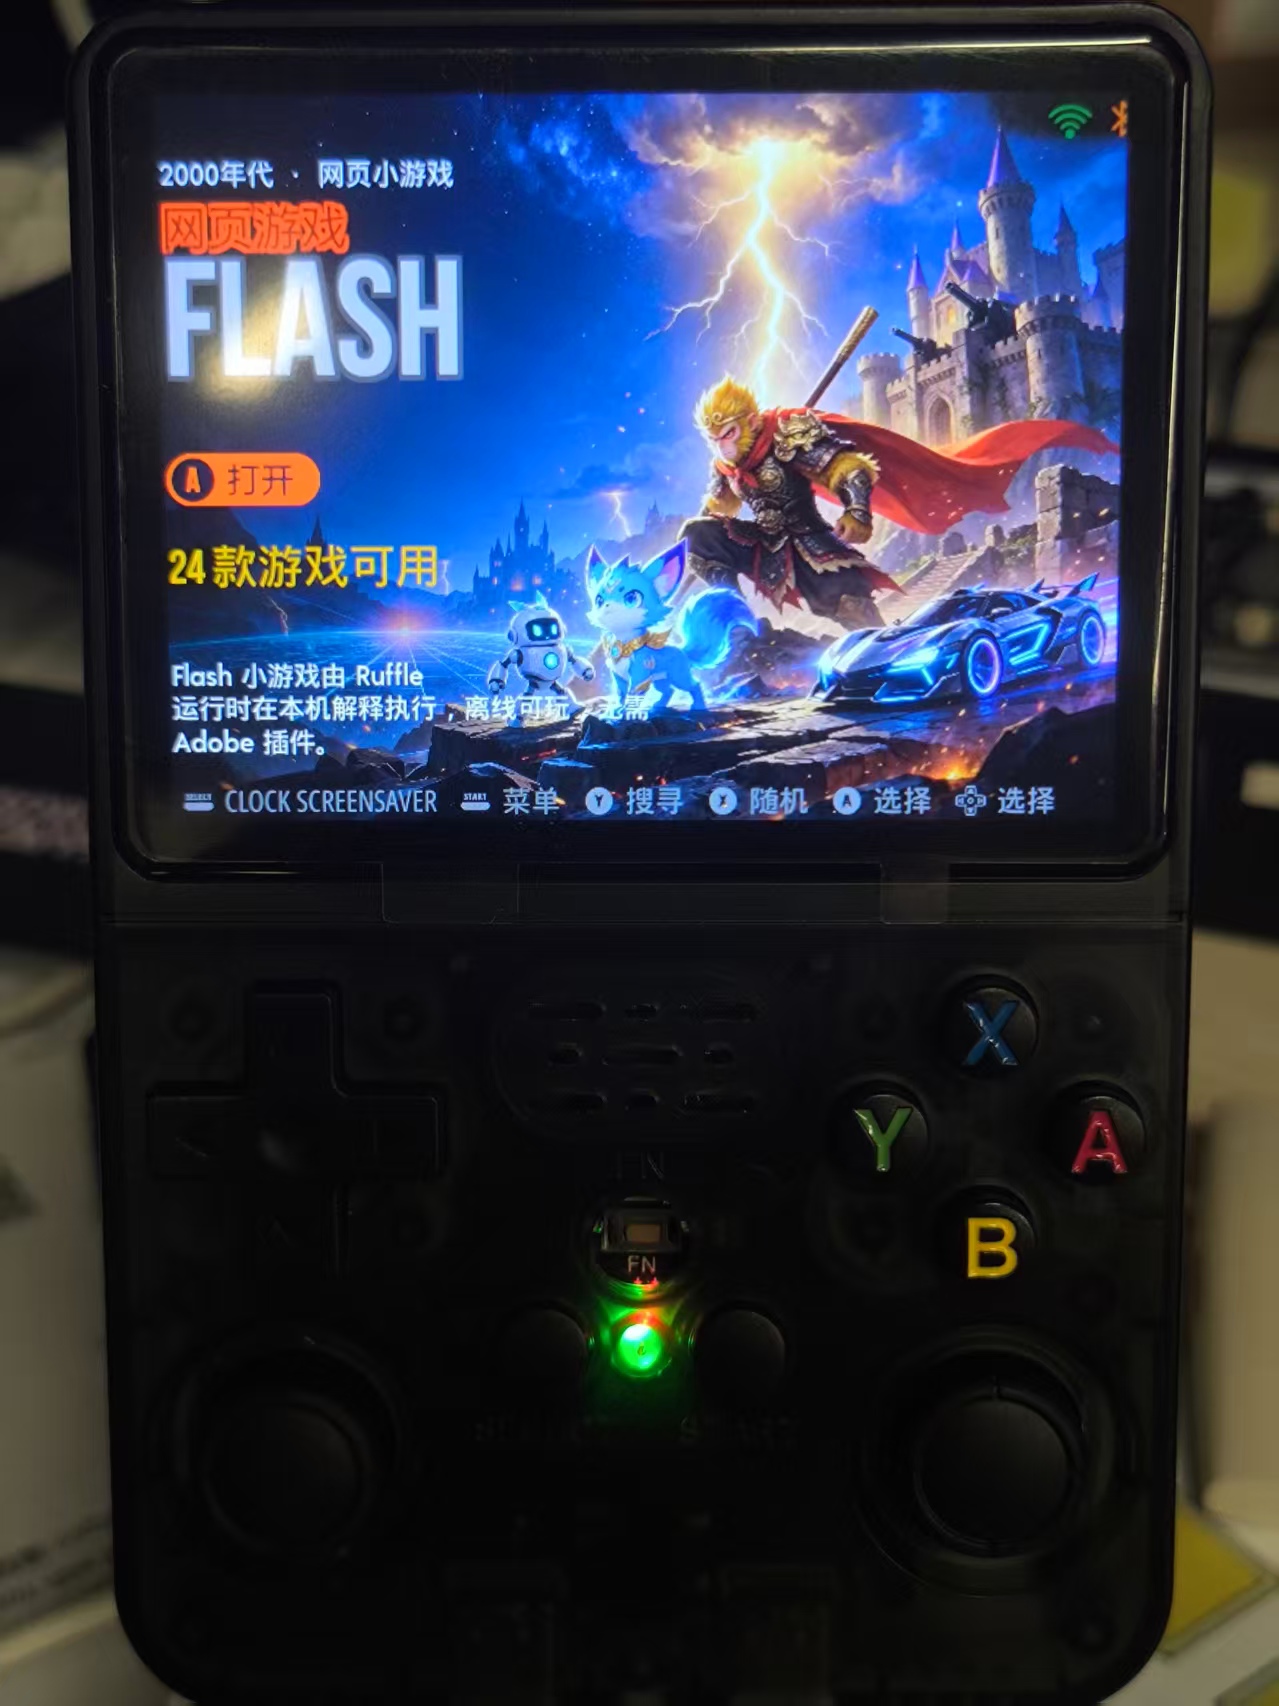 2000年代 · 网页小游戏
网页游戏
FLASH
A 打开
24款游戏可用
Flash 小游戏由 Ruffle
运行时在本机解释执行，离线可玩，无需
Adobe 插件。
SELECT CLOCK SCREENSAVER START 菜单 Y 搜寻 X 随机 A 选择 选择
X
Y
A
FN
B
FN